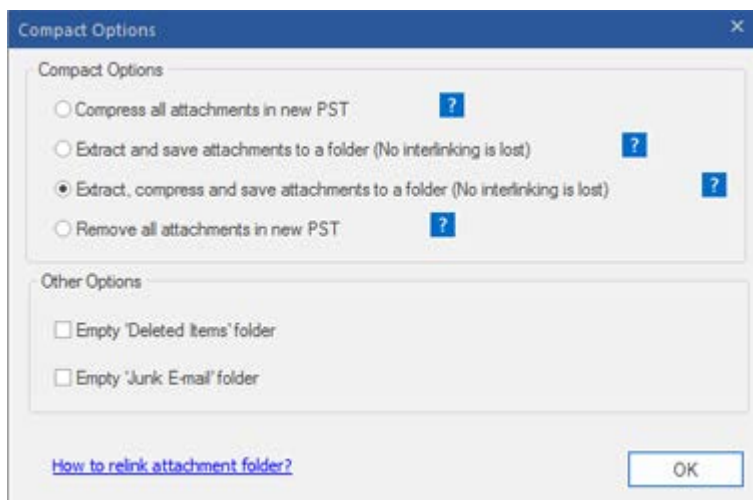 Compact Options
Compact Options
Compress all attachments in new PST ?
Extract and save attachments to a folder (No interlinking is lost) ?
Extract, compress and save attachments to a folder (No interlinking is lost) ?
Remove all attachments in new PST ?
Other Options
Empty 'Deleted Items' folder
Empty 'Junk E-mail' folder
How to relink attachment folder?
OK